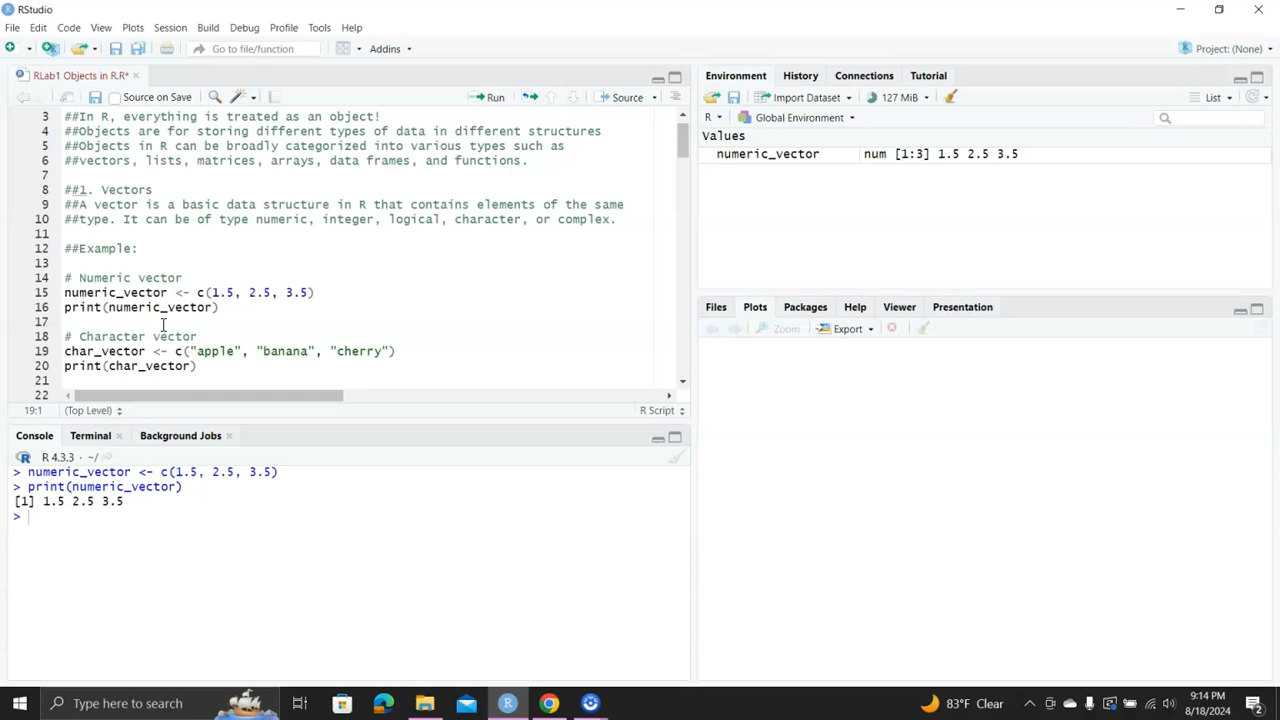 RStudio
File Edit Code View Plots Session Build Debug Profile Tools Help
Go to file/function
Addins
Project: (None)
RLab1 Objects in R.R*
Source on Save
Run
Source
3 ##In R, everything is treated as an object!
4 ##Objects are for storing different types of data in different structures
5 ##Objects in R can be broadly categorized into various types such as
6 ##vectors, lists, matrices, arrays, data frames, and functions.
7
8 ##1. Vectors
9 ##A vector is a basic data structure in R that contains elements of the same
10 ##type. It can be of type numeric, integer, logical, character, or complex.
11
12 ##Example:
13
14 # Numeric vector
15 numeric_vector <- c(1.5, 2.5, 3.5)
16 print(numeric_vector)
17
18 # Character vector
19 char_vector <- c("apple", "banana", "cherry")
20 print(char_vector)
21
22
19:1 (Top Level) R Script
Console Terminal Background Jobs
R 4.3.3 · ~/
> numeric_vector <- c(1.5, 2.5, 3.5)
> print(numeric_vector)
[1] 1.5 2.5 3.5
>
Environment History Connections Tutorial
Import Dataset 197 MiB List
R Global Environment
Values
numeric_vector num [1:3] 1.5 2.5 3.5
Files Plots Packages Help Viewer Presentation
Zoom Export
Type here to search
83°F Clear
9:14 PM
8/18/2024
2